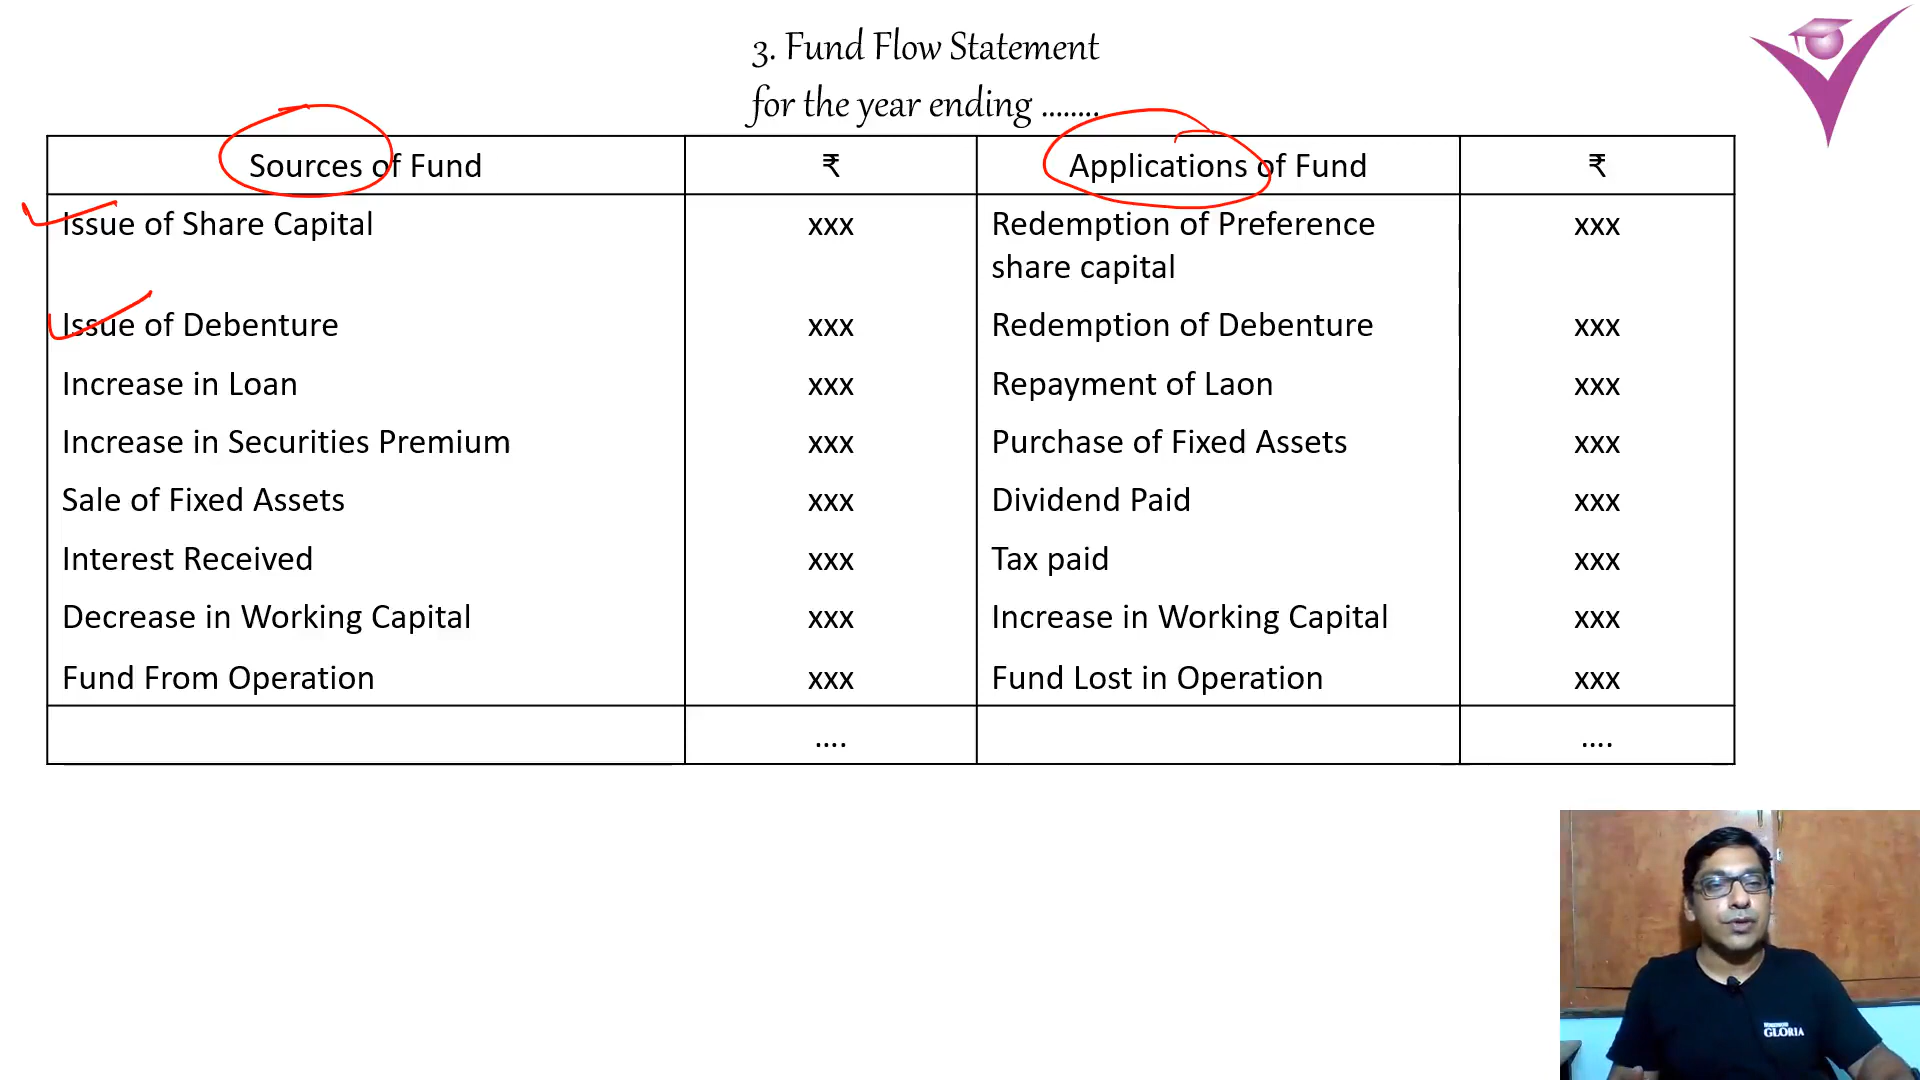 3. Fund Flow Statement
for the year ending ........
Sources of Fund ₹ Applications of Fund ₹
Issue of Share Capital xxx Redemption of Preference xxx
share capital
Issue of Debenture xxx Redemption of Debenture xxx
Increase in Loan xxx Repayment of Laon xxx
Increase in Securities Premium xxx Purchase of Fixed Assets xxx
Sale of Fixed Assets xxx Dividend Paid xxx
Interest Received xxx Tax paid xxx
Decrease in Working Capital xxx Increase in Working Capital xxx
Fund From Operation xxx Fund Lost in Operation xxx
.... ....
GLORIA